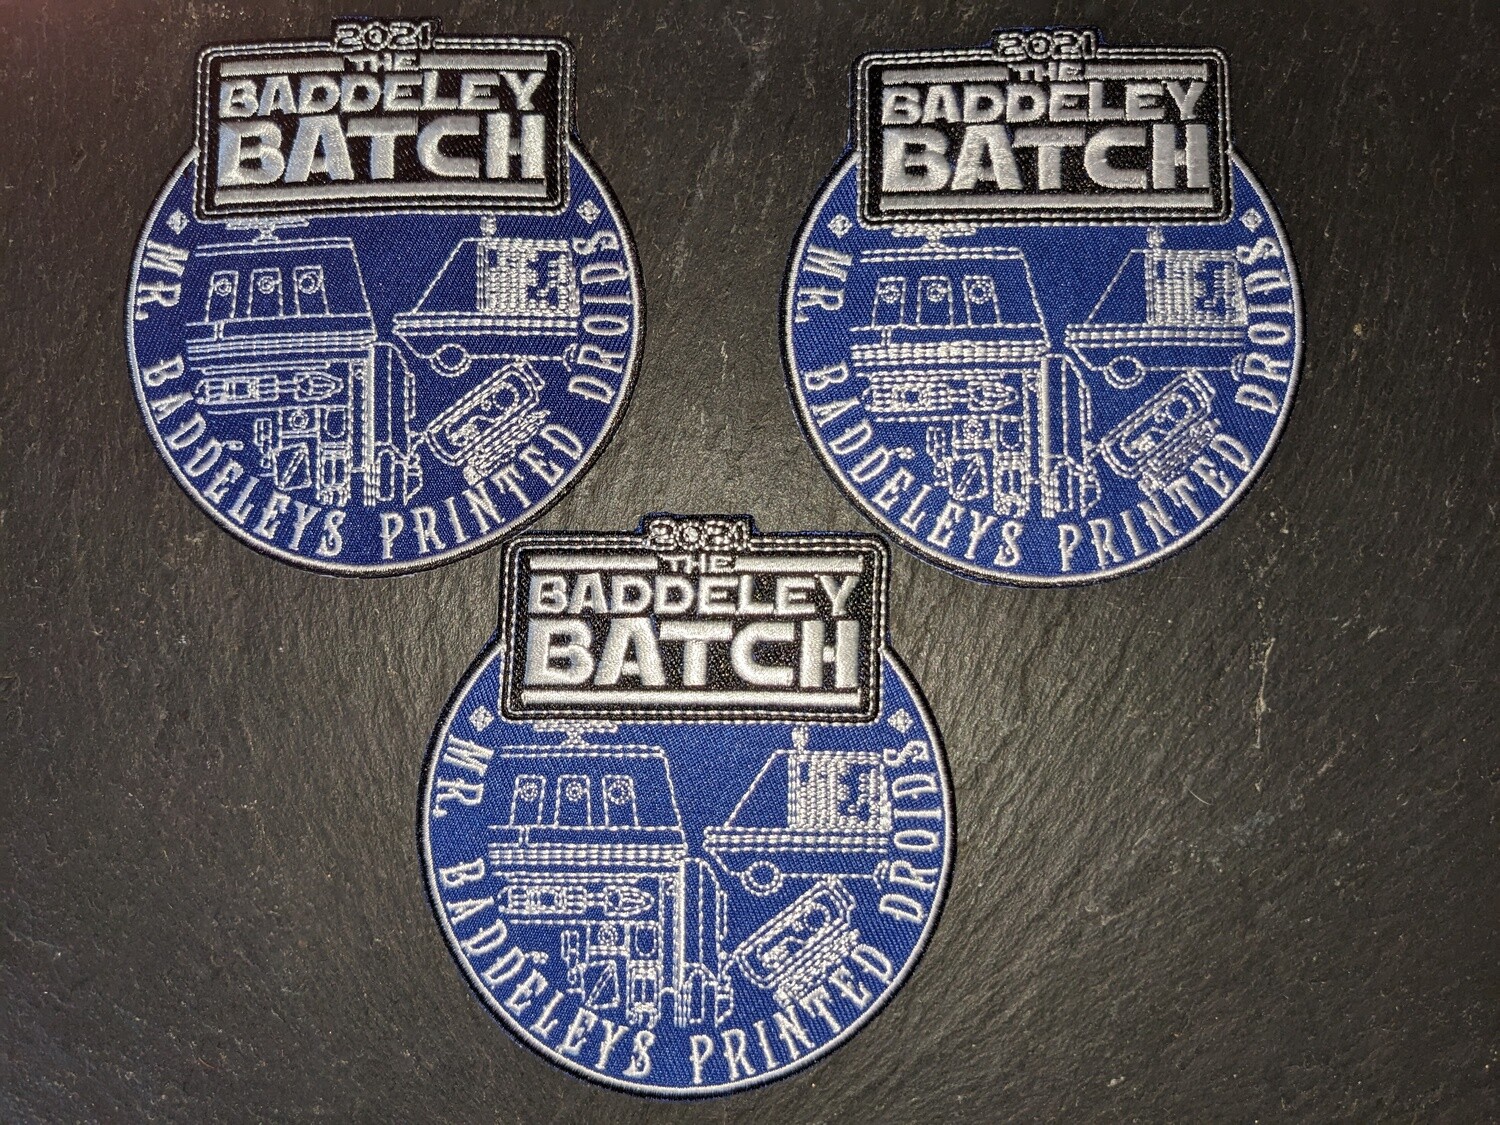 2021
THE
BADDELEY
BATCH
MR. BADDELEYS PRINTED DROIDS
2021
THE
BADDELEY
BATCH
MR. BADDELEYS PRINTED DROIDS
2021
THE
BADDELEY
BATCH
MR. BADDELEYS PRINTED DROIDS